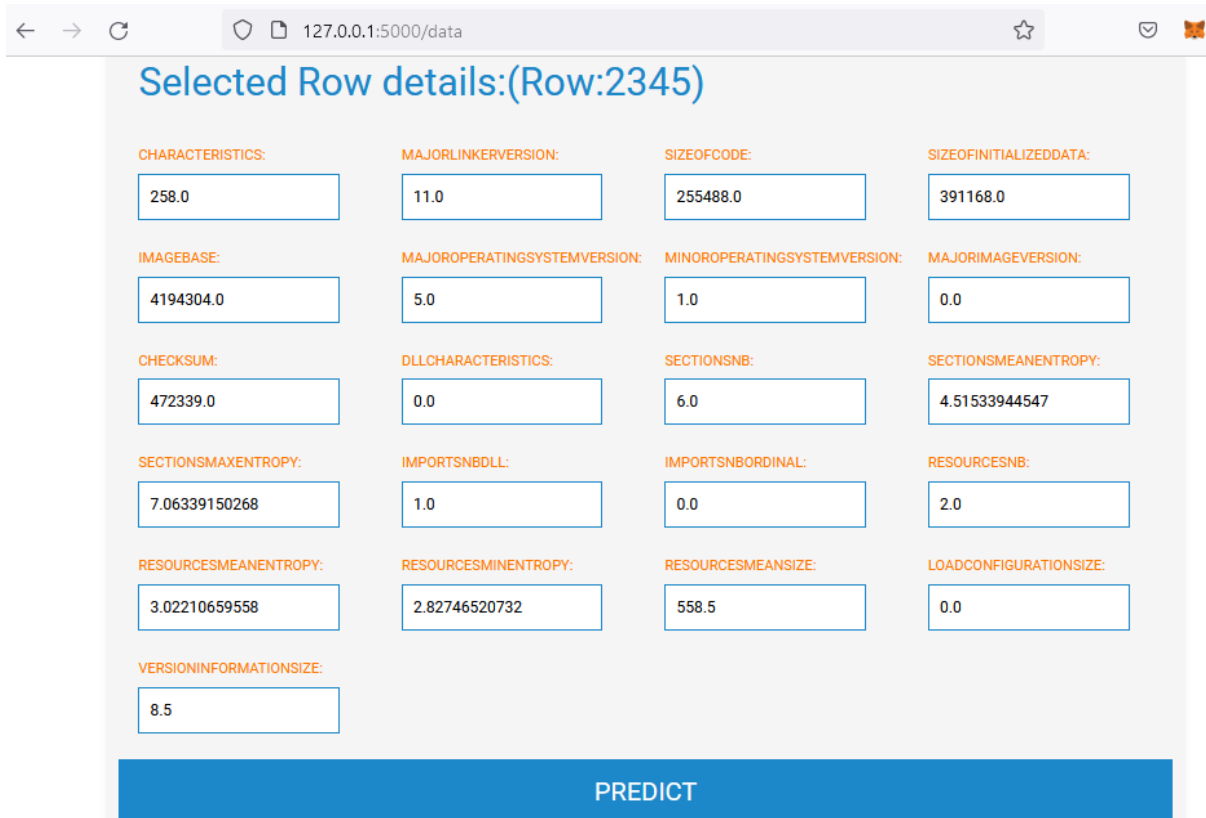 127.0.0.1:5000/data
Selected Row details:(Row:2345)
CHARACTERISTICS: MAJORLINKERVERSION: SIZEOFCODE: SIZEOFINITIALIZEDDATA:
258.0 11.0 255488.0 391168.0
IMAGEBASE: MAJOROPERATINGSYSTEMVERSION: MINOROPERATINGSYSTEMVERSION: MAJORIMAGEVERSION:
4194304.0 5.0 1.0 0.0
CHECKSUM: DLLCHARACTERISTICS: SECTIONSNB: SECTIONSMEANENTROPY:
472339.0 0.0 6.0 4.51533944547
SECTIONSMAXENTROPY: IMPORTSNBDLL: IMPORTSNBORDINAL: RESOURCESNB:
7.06339150268 1.0 0.0 2.0
RESOURCESMEANENTROPY: RESOURCESMINENTROPY: RESOURCESMEANSIZE: LOADCONFIGURATIONSIZE:
3.02210659558 2.82746520732 558.5 0.0
VERSIONINFORMATIONSIZE:
8.5
PREDICT